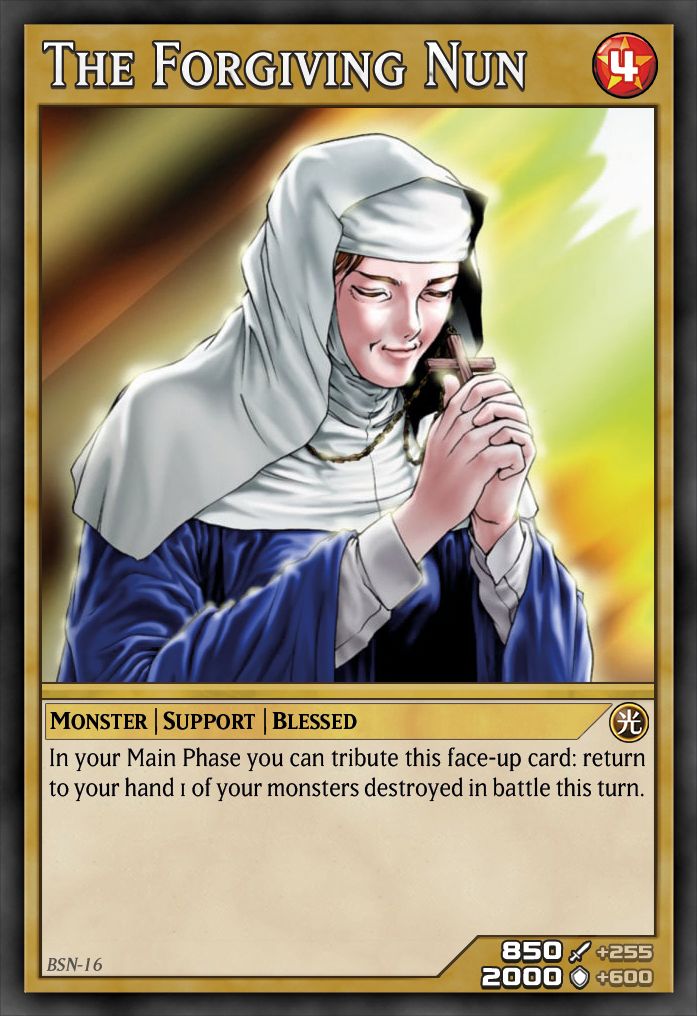 The Forgiving Nun 4
Monster | Support | Blessed 光
In your Main Phase you can tribute this face-up card: return
to your hand 1 of your monsters destroyed in battle this turn.
850 +255
BSN-16 2000 +600